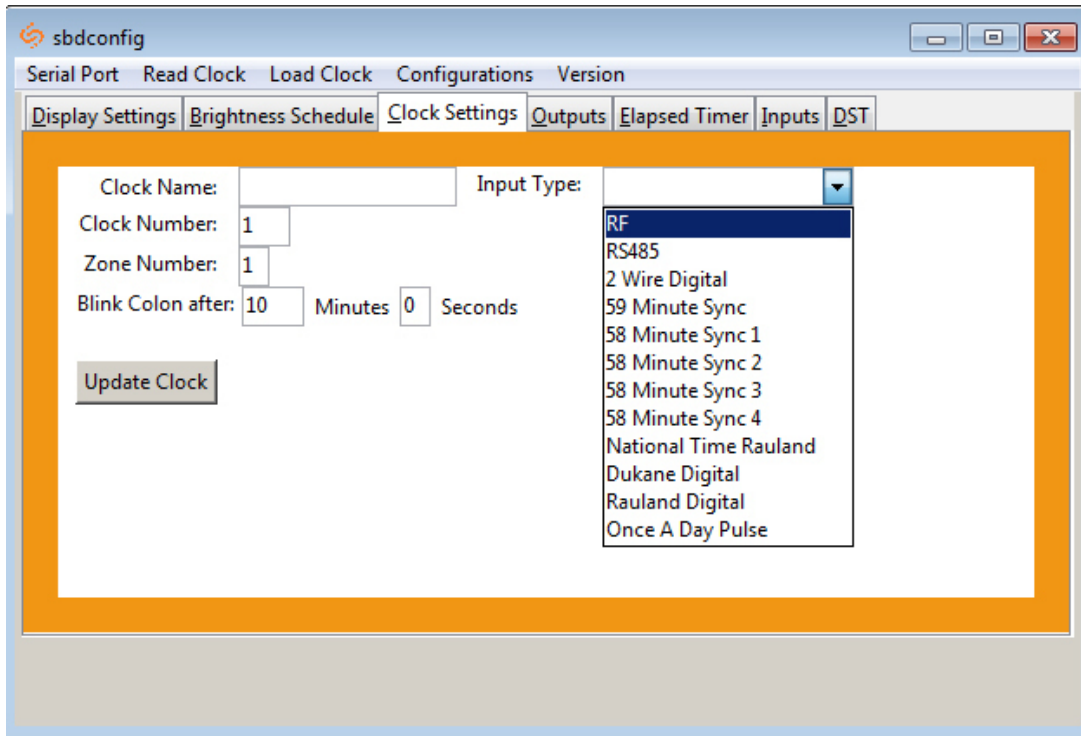 sbdconfig
Serial Port Read Clock Load Clock Configurations Version
Display Settings Brightness Schedule Clock Settings Outputs Elapsed Timer Inputs DST
Clock Name: Input Type:
Clock Number: 1
Zone Number: 1
Blink Colon after: 10 Minutes 0 Seconds
Update Clock
RF
RS485
2 Wire Digital
59 Minute Sync
58 Minute Sync 1
58 Minute Sync 2
58 Minute Sync 3
58 Minute Sync 4
National Time Rauland
Dukane Digital
Rauland Digital
Once A Day Pulse